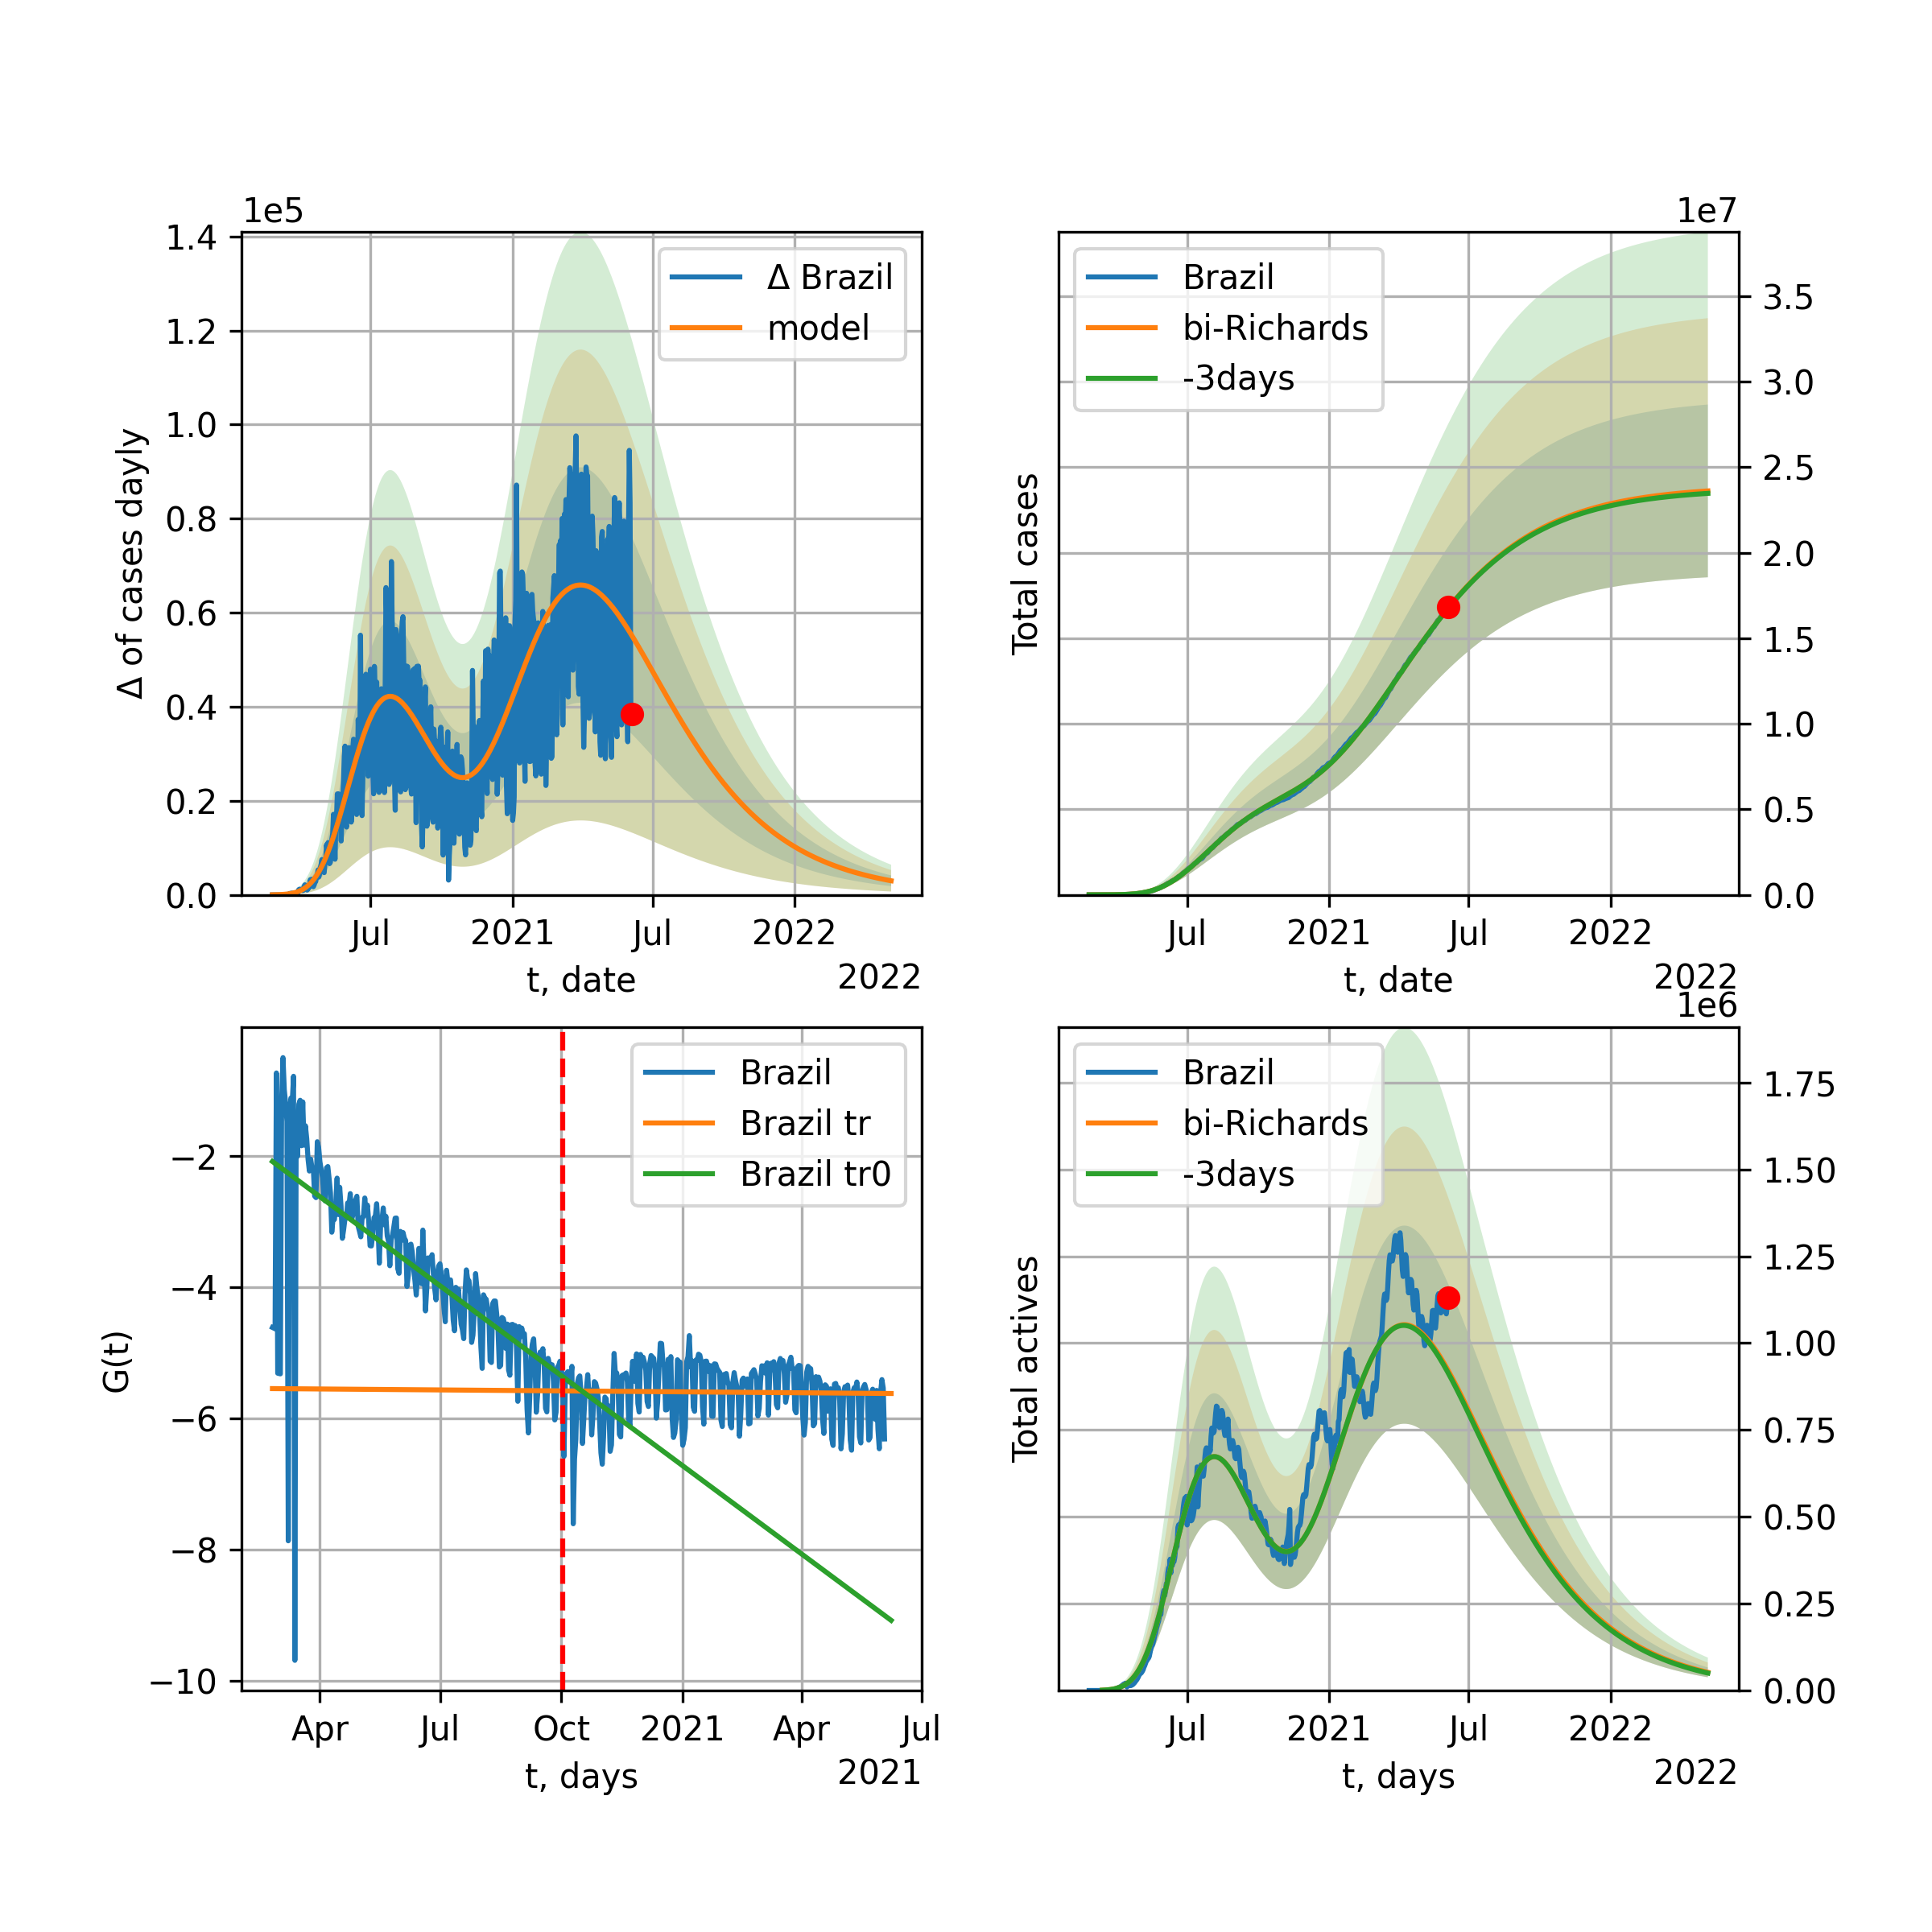 1e5
1.4
1.2
1.0
0.8
0.6
0.4
0.2
0.0
Δ of cases dayly
Δ Brazil
model
Jul
2021
Jul
2022
t, date
2022
1e7
Brazil
bi-Richards
-3days
Total cases
3.5
3.0
2.5
2.0
1.5
1.0
0.5
0.0
Jul
2021
Jul
2022
t, date
2022
G(t)
−2
−4
−6
−8
−10
Brazil
Brazil tr
Brazil tr0
Apr
Jul
Oct
2021
Apr
Jul
t, days
2021
1e6
Brazil
bi-Richards
-3days
Total actives
1.75
1.50
1.25
1.00
0.75
0.50
0.25
0.00
Jul
2021
Jul
2022
t, days
2022